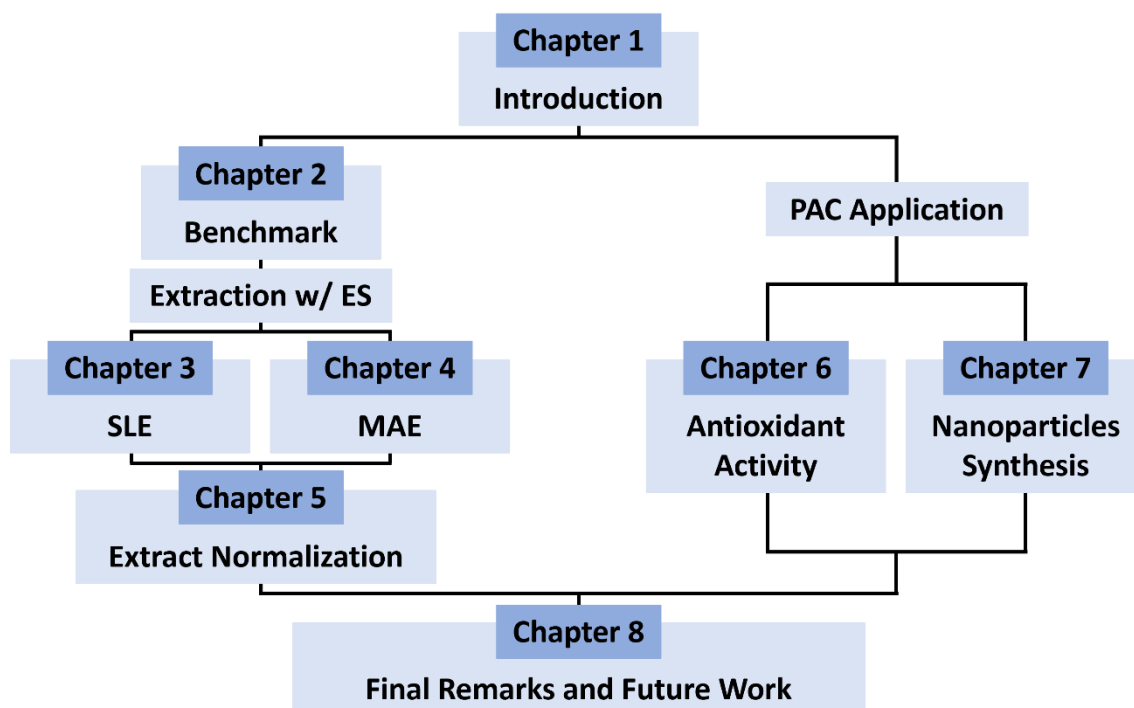 Chapter 1
Introduction
Chapter 2
Benchmark
PAC Application
Extraction w/ ES
Chapter 3
SLE
Chapter 4
MAE
Chapter 6
Antioxidant
Activity
Chapter 7
Nanoparticles
Synthesis
Chapter 5
Extract Normalization
Chapter 8
Final Remarks and Future Work